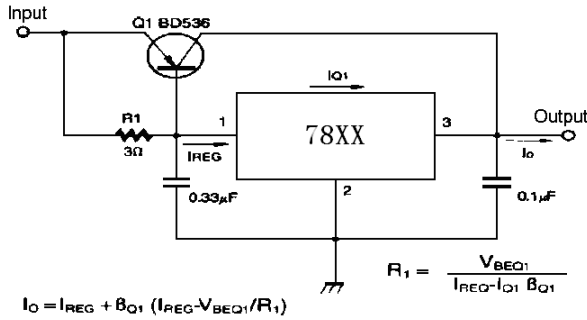 Input
Q1 BD536
IQ1
R1
3Ω
1
IREG
78XX
3
Output
IO
2
0.33μF
0.1μF
R1 = VBEQ1
IREG-IQ1 βQ1
IO = IREG + βQ1 (IREG-VBEQ1/R1)